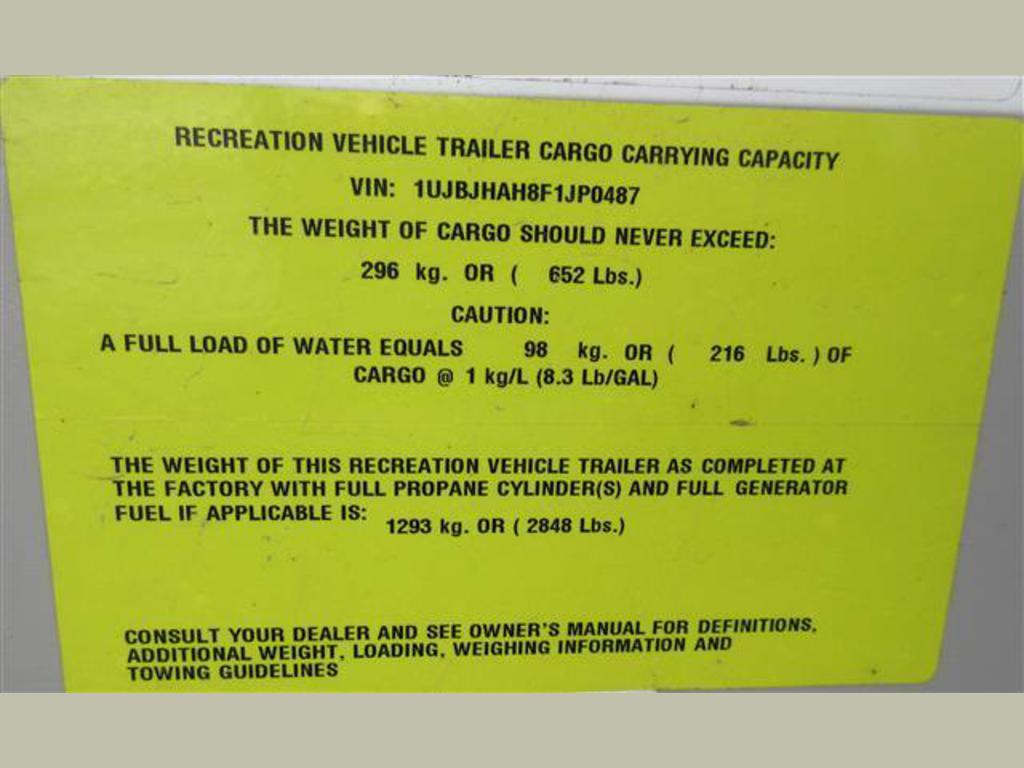 RECREATION VEHICLE TRAILER CARGO CARRYING CAPACITY
VIN: 1UJBJHAH8F1JP0487
THE WEIGHT OF CARGO SHOULD NEVER EXCEED:
296 kg. OR ( 652 Lbs.)
CAUTION:
A FULL LOAD OF WATER EQUALS 98 kg. OR ( 216 Lbs. ) OF
CARGO @ 1 kg/L (8.3 Lb/GAL)
THE WEIGHT OF THIS RECREATION VEHICLE TRAILER AS COMPLETED AT
THE FACTORY WITH FULL PROPANE CYLINDER(S) AND FULL GENERATOR
FUEL IF APPLICABLE IS: 1293 kg. OR ( 2848 Lbs.)
CONSULT YOUR DEALER AND SEE OWNER'S MANUAL FOR DEFINITIONS,
ADDITIONAL WEIGHT, LOADING, WEIGHING INFORMATION AND
TOWING GUIDELINES